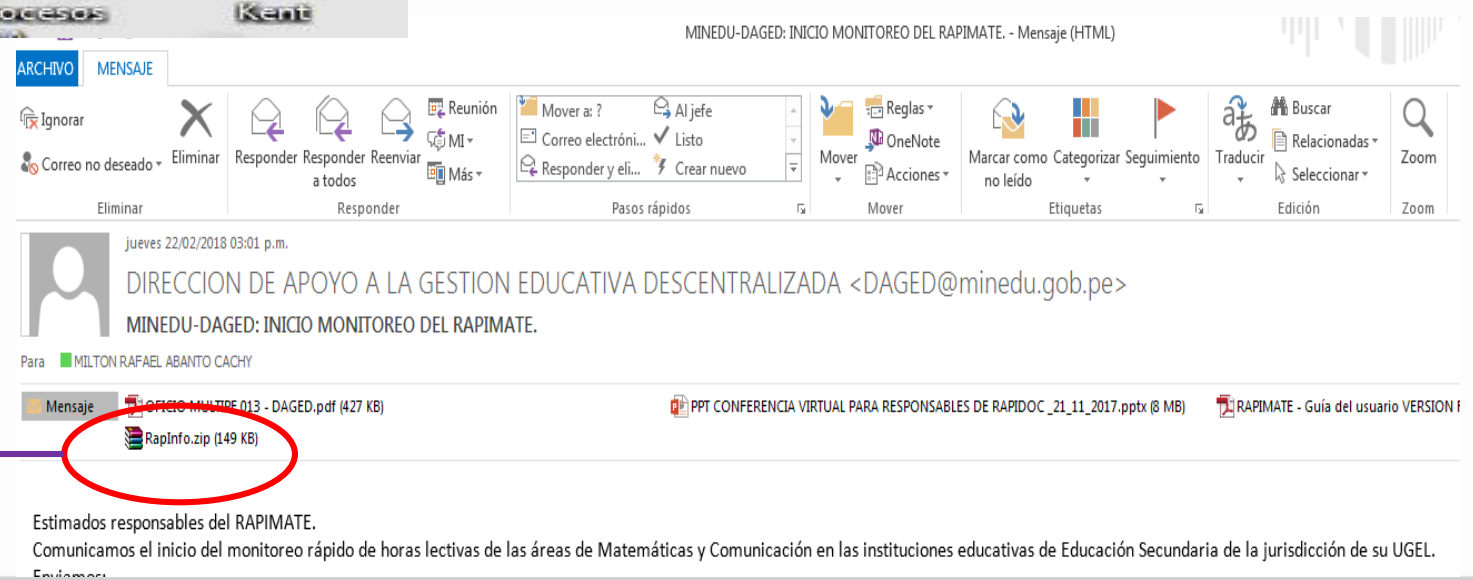 ocesos Kent
MINEDU-DAGED: INICIO MONITOREO DEL RAPIMATE. - Mensaje (HTML)
ARCHIVO MENSAJE
Ignorar
Correo no deseado
Eliminar
Responder
Responder a todos
Reenviar
Reunión
MI
Más
Mover a: ?
Correo electróni...
Responder y eli...
Al jefe
Listo
Crear nuevo
Mover
Reglas
OneNote
Acciones
Marcar como no leído
Categorizar
Seguimiento
Traducir
Buscar
Relacionadas
Seleccionar
Zoom
Eliminar Responder Pasos rápidos Mover Etiquetas Edición Zoom
jueves 22/02/2018 03:01 p.m.
DIRECCION DE APOYO A LA GESTION EDUCATIVA DESCENTRALIZADA <DAGED@minedu.gob.pe>
MINEDU-DAGED: INICIO MONITOREO DEL RAPIMATE.
Para MILTON RAFAEL ABANTO CACHY
Mensaje OFICIO MULTIPE 013 - DAGED.pdf (427 KB) PPT CONFERENCIA VIRTUAL PARA RESPONSABLES DE RAPIDOC _21_11_2017.pptx (8 MB) RAPIMATE - Guía del usuario VERSION
RapInfo.zip (149 KB)
Estimados responsables del RAPIMATE.
Comunicamos el inicio del monitoreo rápido de horas lectivas de las áreas de Matemáticas y Comunicación en las instituciones educativas de Educación Secundaria de la jurisdicción de su UGEL.
Enviamos: